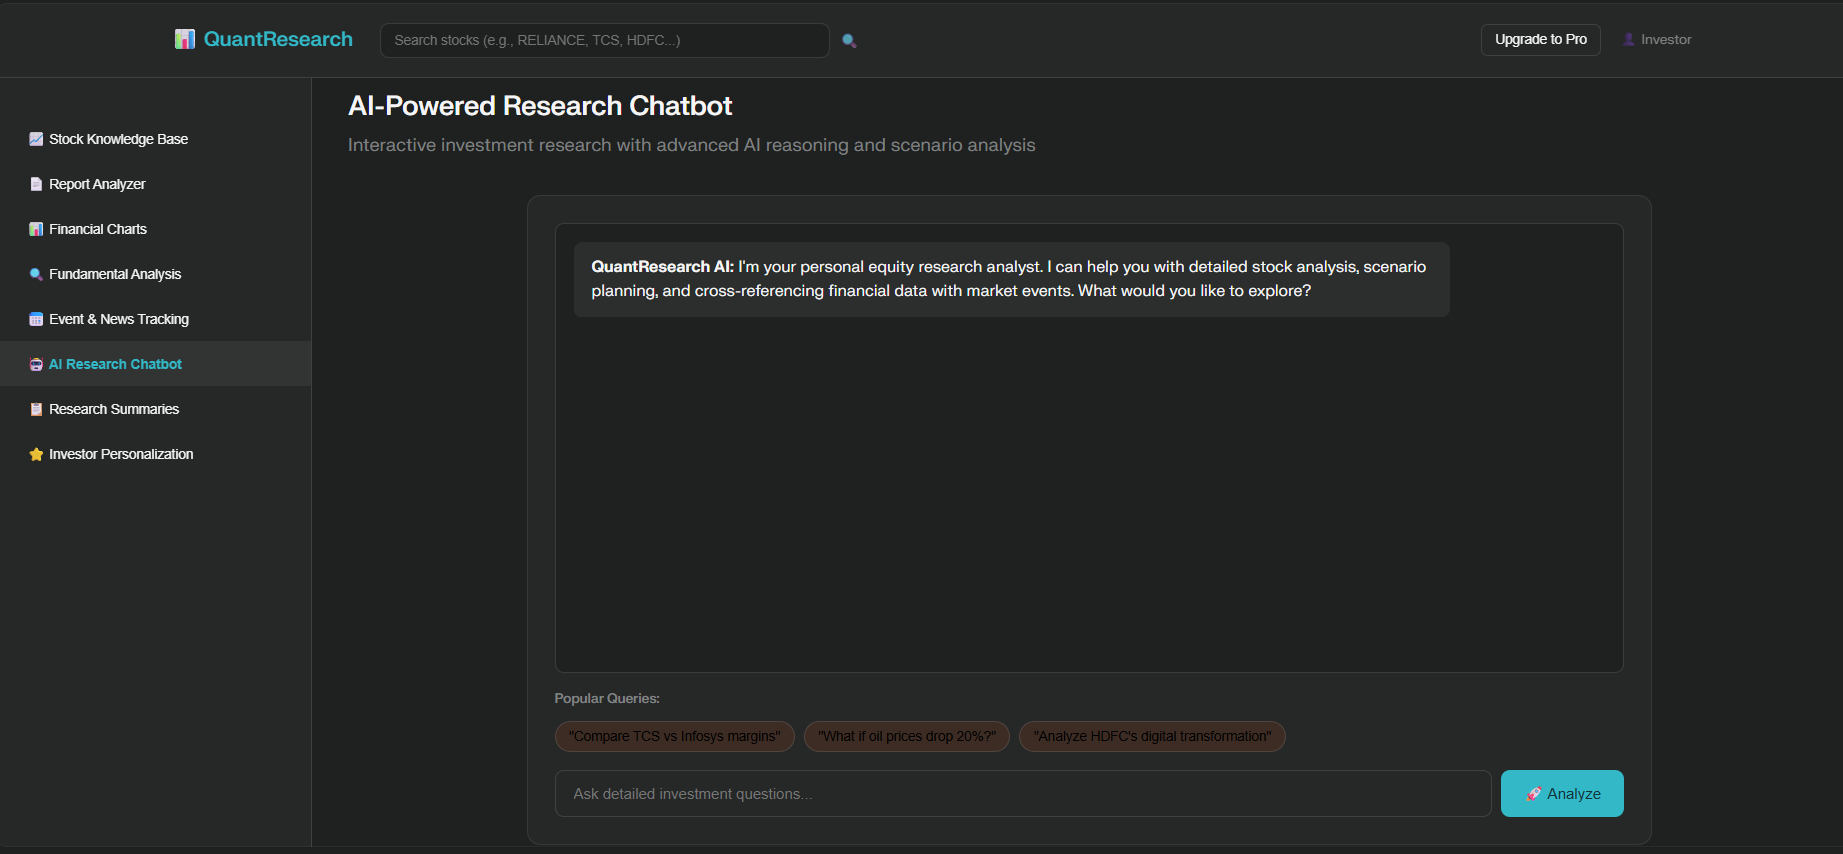 QuantResearch
Search stocks (e.g., RELIANCE, TCS, HDFC...)
Upgrade to Pro
Investor
Stock Knowledge Base
Report Analyzer
Financial Charts
Fundamental Analysis
Event & News Tracking
AI Research Chatbot
Research Summaries
Investor Personalization
AI-Powered Research Chatbot
Interactive investment research with advanced AI reasoning and scenario analysis
QuantResearch AI: I'm your personal equity research analyst. I can help you with detailed stock analysis, scenario
planning, and cross-referencing financial data with market events. What would you like to explore?
Popular Queries:
"Compare TCS vs Infosys margins"
"What if oil prices drop 20%?"
"Analyze HDFC's digital transformation"
Ask detailed investment questions...
Analyze